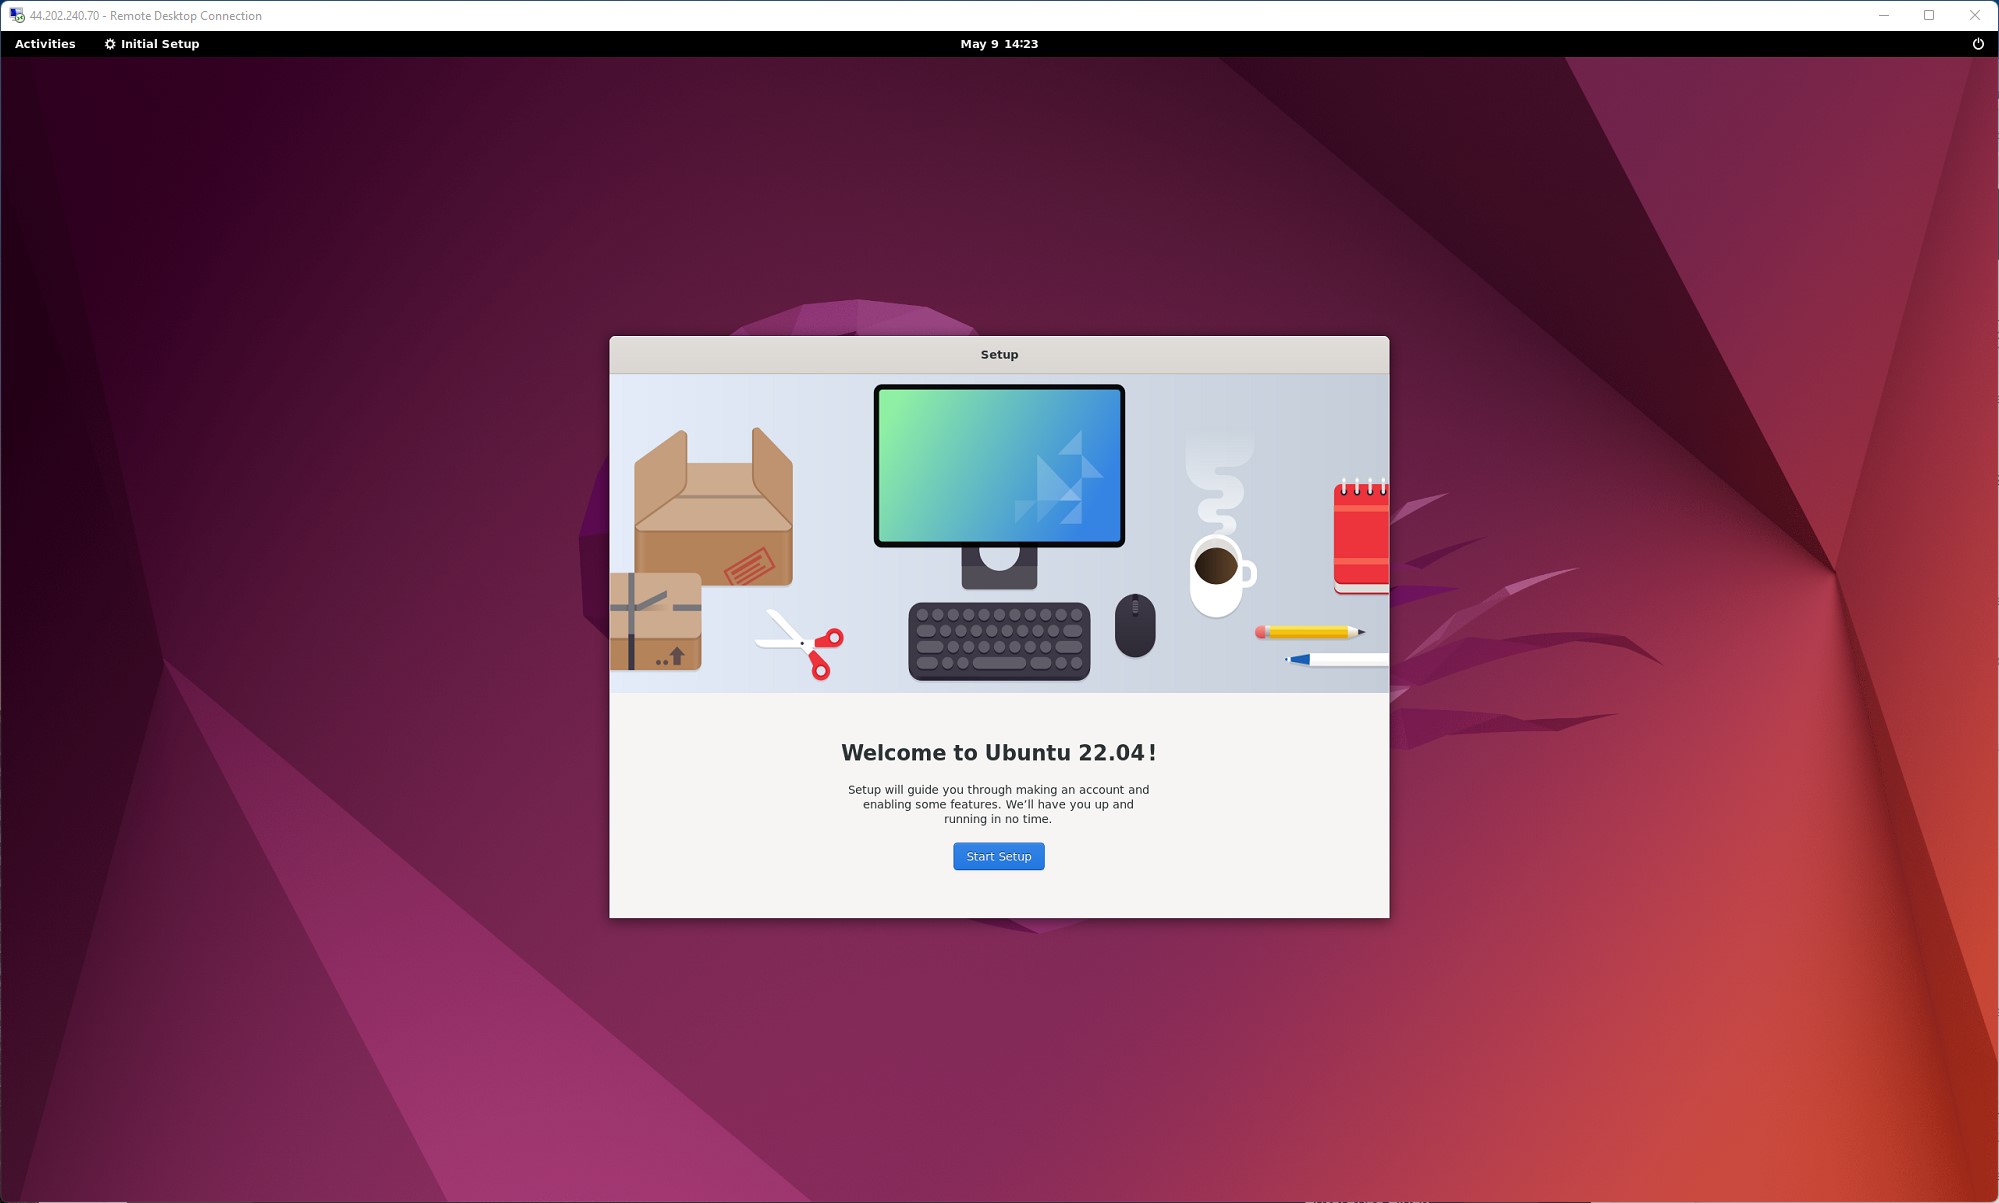 44.202.240.70 - Remote Desktop Connection
Activities Initial Setup May 9 14:23
Setup
Welcome to Ubuntu 22.04!
Setup will guide you through making an account and
enabling some features. We’ll have you up and
running in no time.
Start Setup